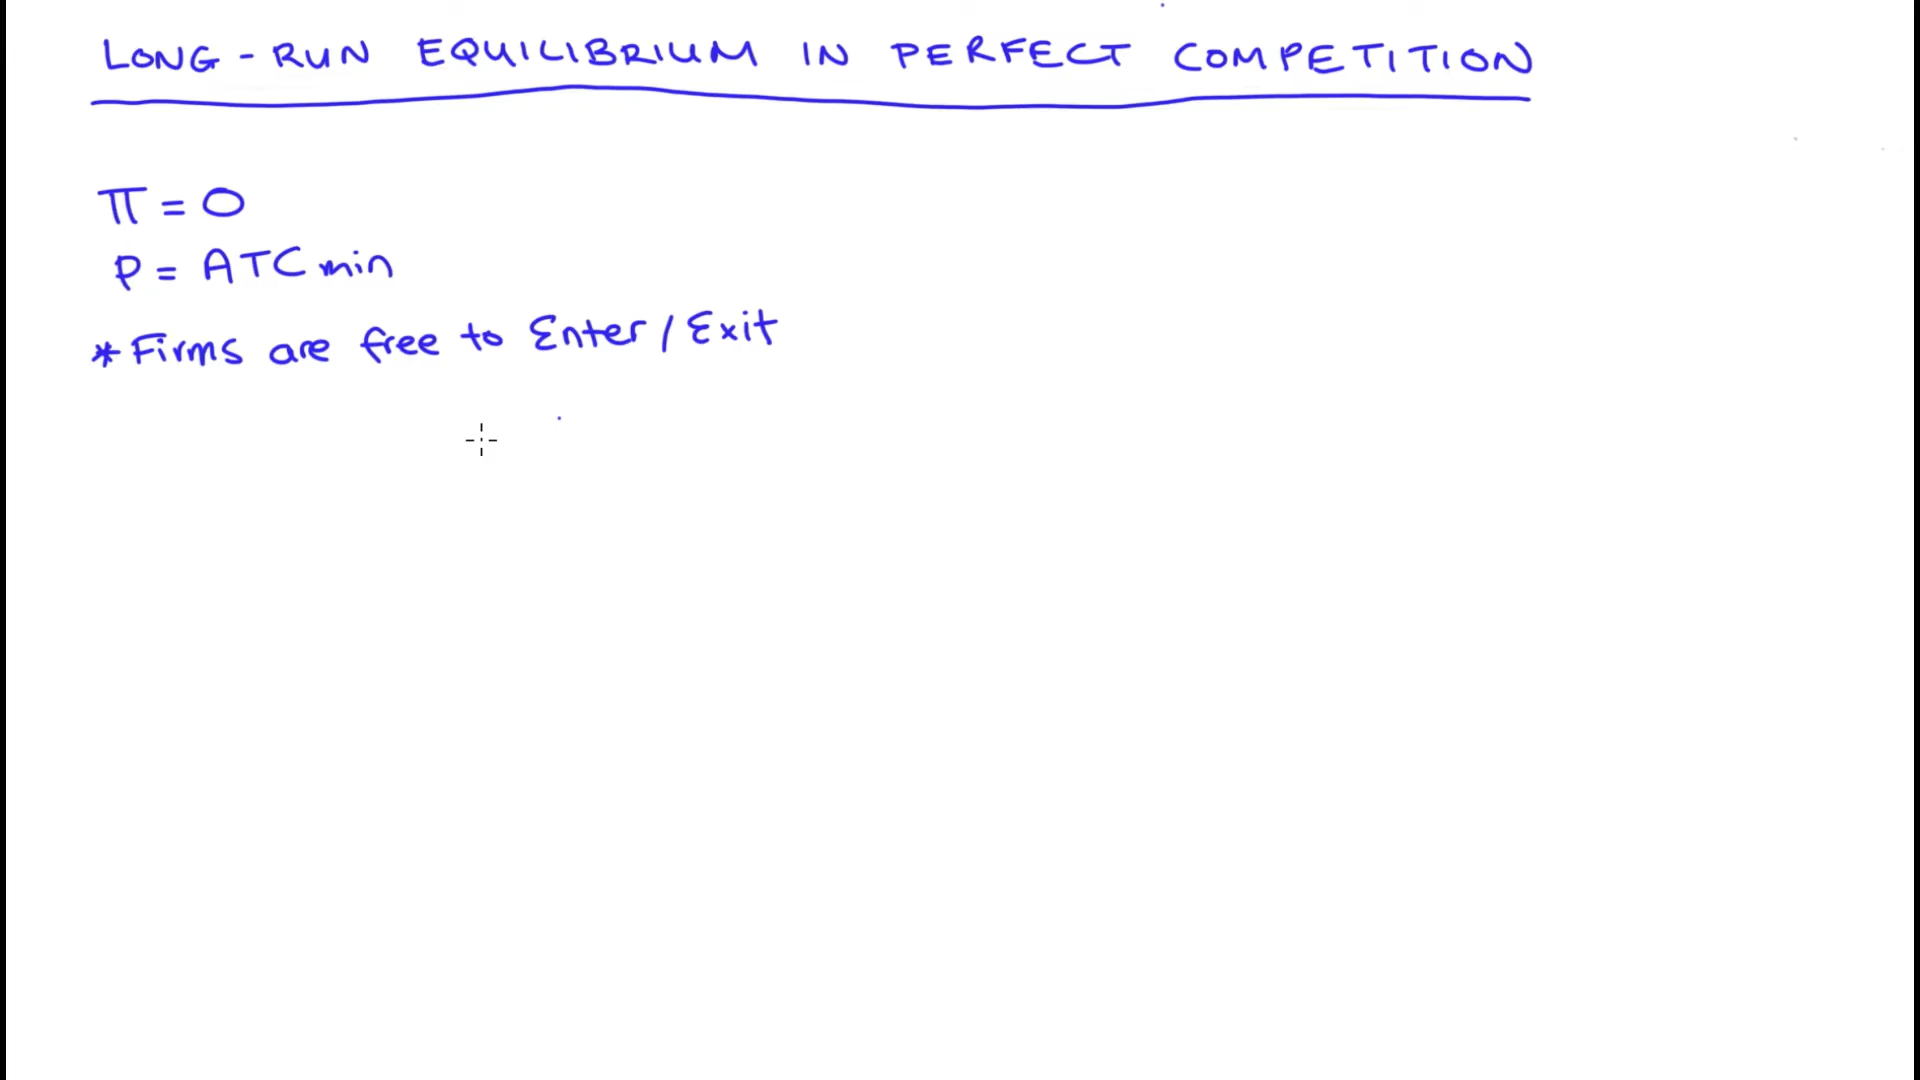 LONG-RUN EQUILIBRIUM IN PERFECT COMPETITION
π = 0
P = ATC min
* Firms are free to Enter / Exit